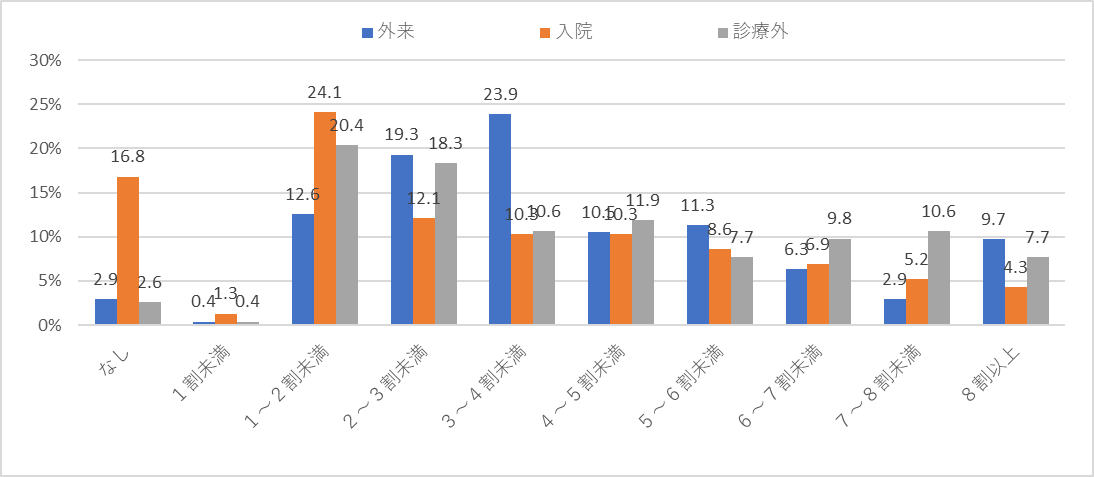 外来 入院 診療外
30%
25%
20%
15%
10%
5%
0%
2.9 16.8 2.6
0.4 1.3 0.4
12.6 24.1 20.4
19.3 12.1 18.3
23.9 10.3 10.6
10.5 10.3 11.9
11.3 8.6 7.7
6.3 6.9 9.8
2.9 5.2 10.6
9.7 4.3 7.7
なし
１割未満
１～２割未満
２～３割未満
３～４割未満
４～５割未満
５～６割未満
６～７割未満
７～８割未満
８割以上